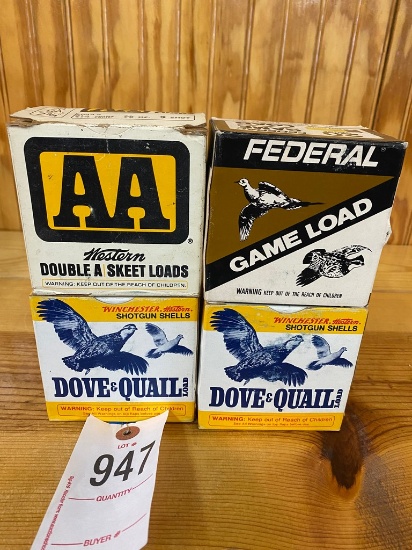 AA
®
Western
DOUBLE A SKEET LOADS
WARNING: KEEP OUT OF THE REACH OF CHILDREN.
FEDERAL
GAME LOAD
WARNING KEEP OUT OF THE REACH OF CHILDREN
WINCHESTER Western
SHOTGUN SHELLS
DOVE & QUAIL LOAD
WARNING: Keep out of Reach of Children
WINCHESTER Western
SHOTGUN SHELLS
DOVE & QUAIL LOAD
WARNING: Keep out of Reach of Children
LOT #
947
QUANTITY
BUYER #